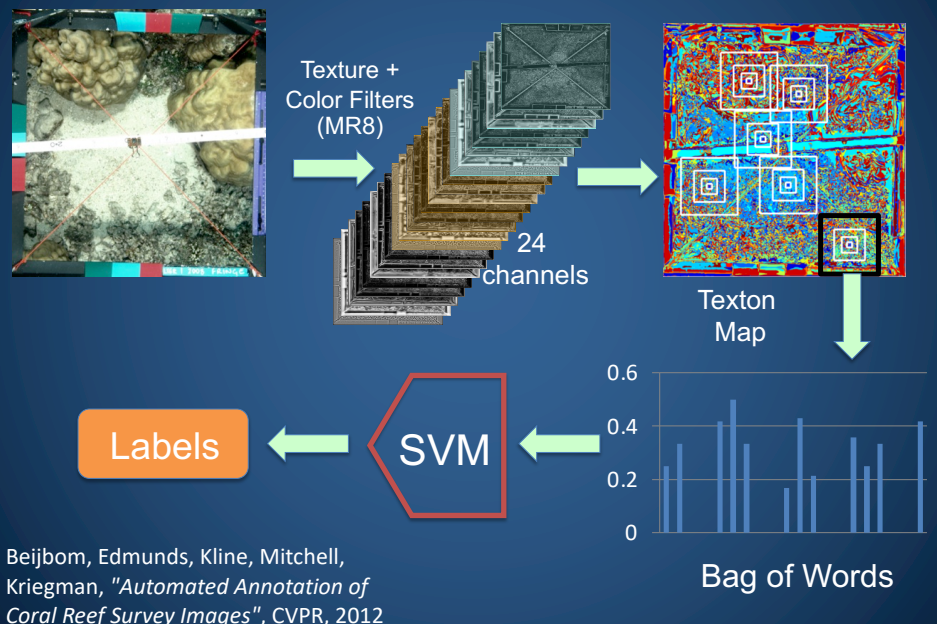 Texture +
Color Filters
(MR8)
24
channels
Texton
Map
0.6
0.4
0.2
0
Bag of Words
SVM
Labels
Beijbom, Edmunds, Kline, Mitchell,
Kriegman, "Automated Annotation of
Coral Reef Survey Images", CVPR, 2012